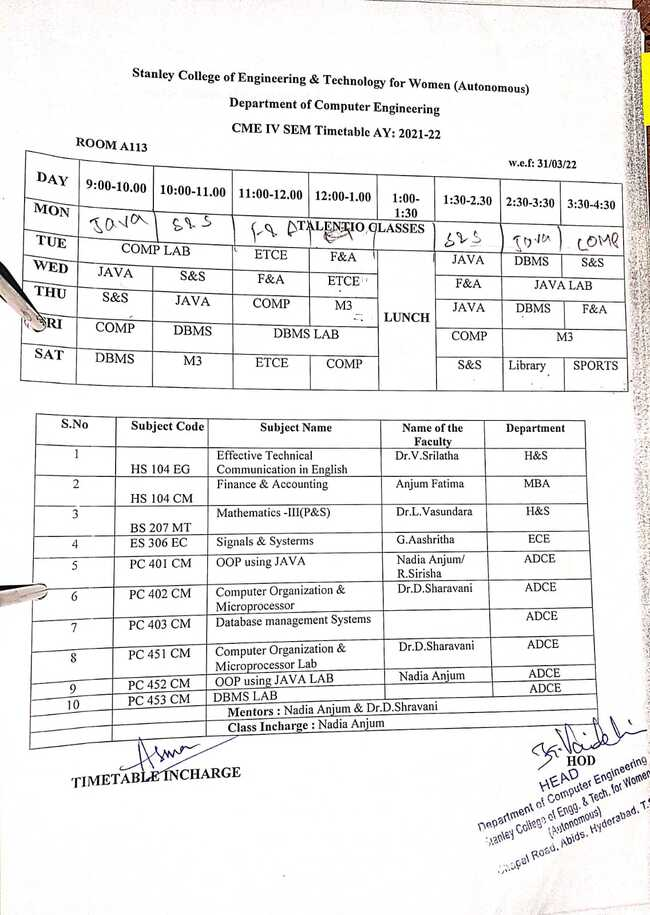 Stanley College of Engineering & Technology for Women (Autonomous)
Department of Computer Engineering
CME IV SEM Timetable AY: 2021-22
ROOM A113
w.e.f: 31/03/22
DAY 9:00-10.00 10:00-11.00 11:00-12.00 12:00-1.00 1:00-1:30 1:30-2.30 2:30-3:30 3:30-4:30
MON Java S&S F&A TALENTIO CLASSES S&S Java COMP
TUE COMP LAB ETCE F&A JAVA DBMS S&S
WED JAVA S&S F&A ETCE F&A JAVA LAB
THU S&S JAVA COMP M3 LUNCH JAVA DBMS F&A
FRI COMP DBMS DBMS LAB COMP M3
SAT DBMS M3 ETCE COMP S&S Library SPORTS
S.No Subject Code Subject Name Name of the Faculty Department
1 HS 104 EG Effective Technical Communication in English Dr.V.Srilatha H&S
2 HS 104 CM Finance & Accounting Anjum Fatima MBA
3 BS 207 MT Mathematics -III(P&S) Dr.L.Vasundara H&S
4 ES 306 EC Signals & Systerms G.Aashritha ECE
5 PC 401 CM OOP using JAVA Nadia Anjum/ R.Sirisha ADCE
6 PC 402 CM Computer Organization & Microprocessor Dr.D.Sharavani ADCE
7 PC 403 CM Database management Systems ADCE
8 PC 451 CM Computer Organization & Microprocessor Lab Dr.D.Sharavani ADCE
9 PC 452 CM OOP using JAVA LAB Nadia Anjum ADCE
10 PC 453 CM DBMS LAB ADCE
Mentors : Nadia Anjum & Dr.D.Shravani
Class Incharge : Nadia Anjum
Asma
TIMETABLE INCHARGE
HOD
HEAD
Department of Computer Engineering
Stanley College of Engg. & Tech. for Women
(Autonomous)
Chapel Road, Abids, Hyderabad, T.S